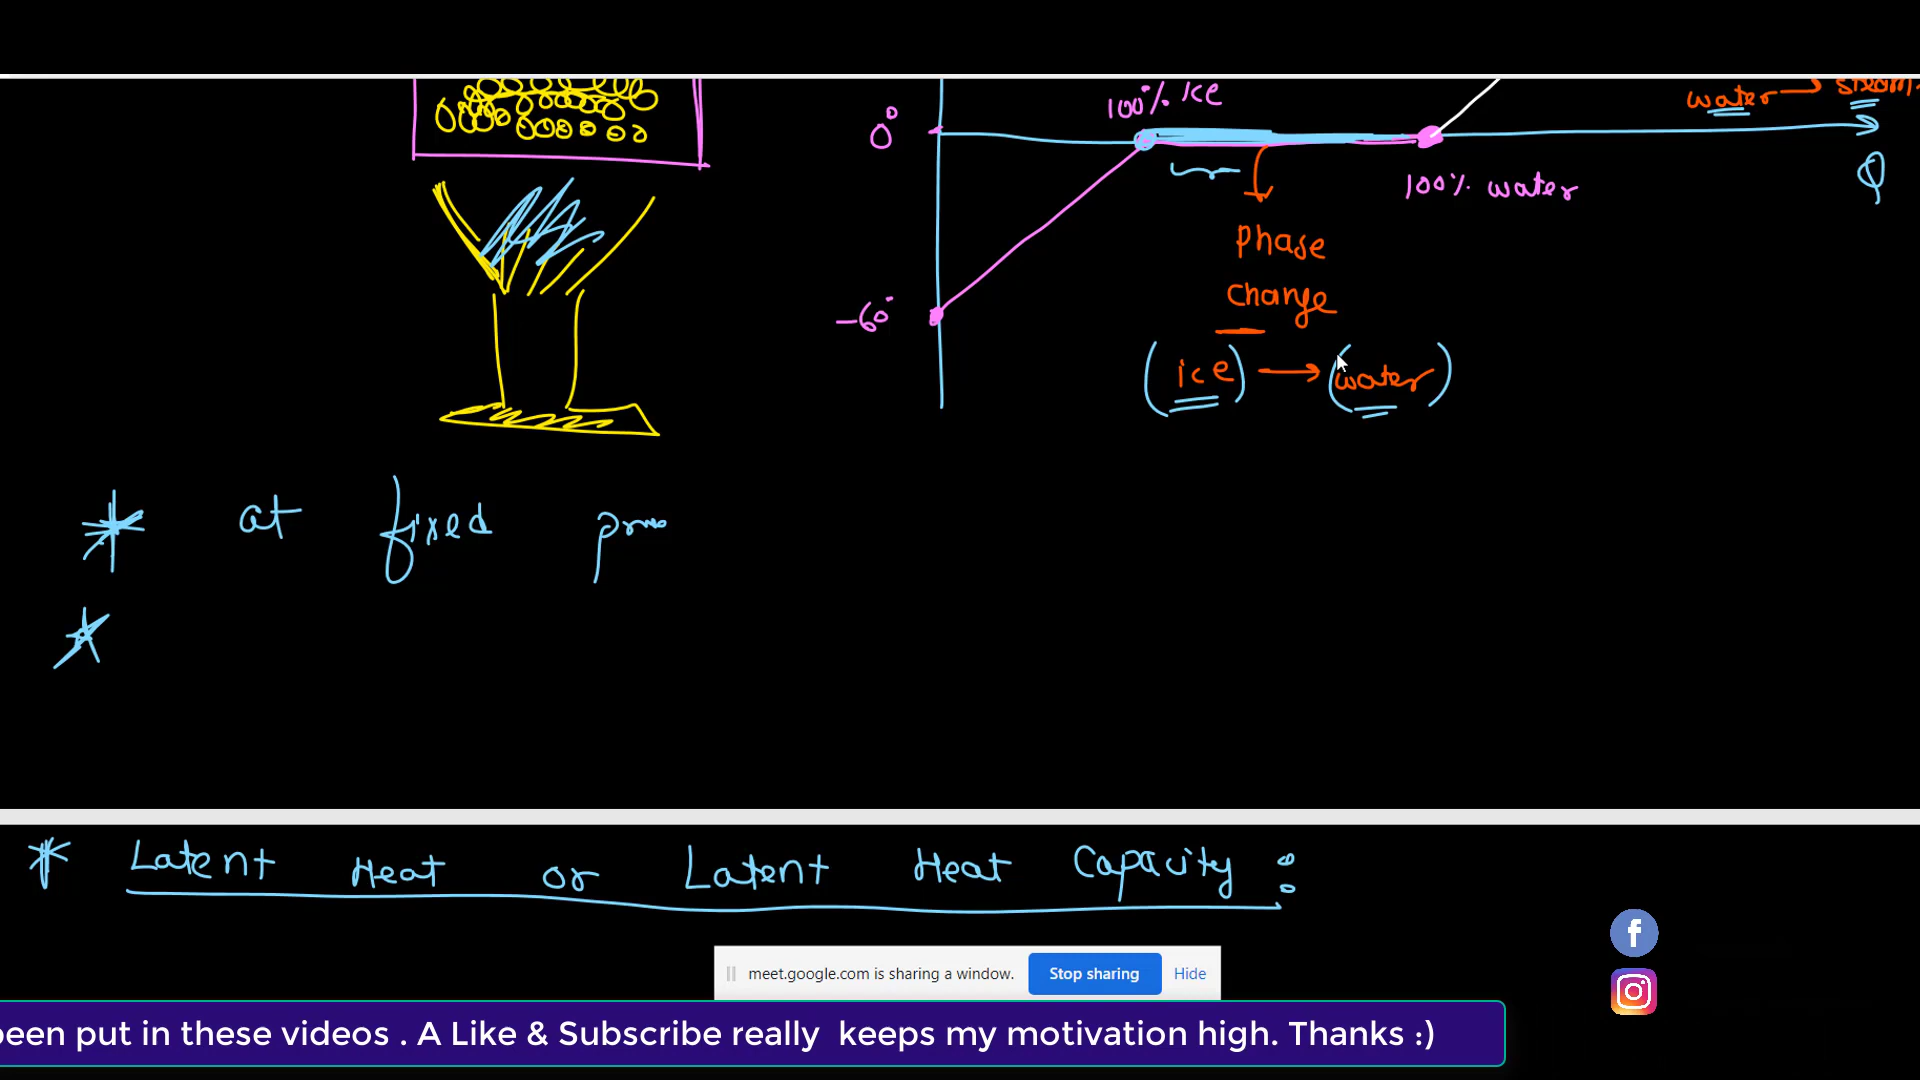 100% ice
water → steam
0°
Q
100% water
Phase
change
-60°
(ice) → (water)
* at fixed
*
* Latent Heat or Latent Heat Capacity :
meet.google.com is sharing a window. Stop sharing Hide
been put in these videos . A Like & Subscribe really keeps my motivation high. Thanks :)